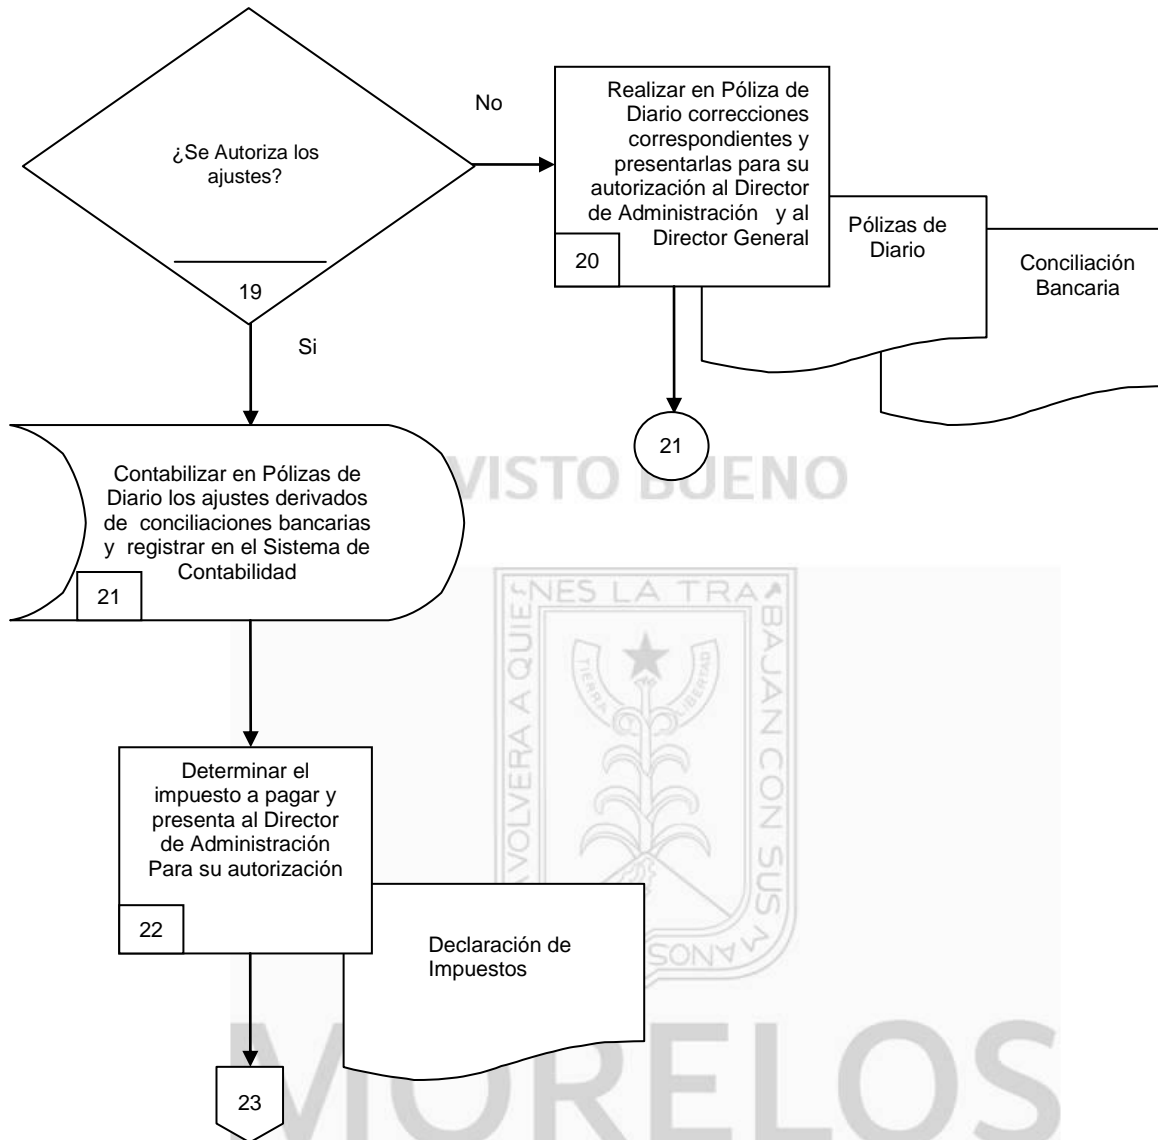 ¿Se Autoriza los
ajustes?
19
No
Si
Realizar en Póliza de
Diario correcciones
correspondientes y
presentarlas para su
autorización al Director
de Administración y al
Director General
20
Pólizas de
Diario
Conciliación
Bancaria
21
VISTO BUENO
Contabilizar en Pólizas de
Diario los ajustes derivados
de conciliaciones bancarias
y registrar en el Sistema de
Contabilidad
21
Determinar el
impuesto a pagar y
presenta al Director
de Administración
Para su autorización
22
Declaración de
Impuestos
23
VOLVERA A QUIENES LA TRABAJAN CON SUS MANOS
TIERRA
LIBERTAD
MORELOS